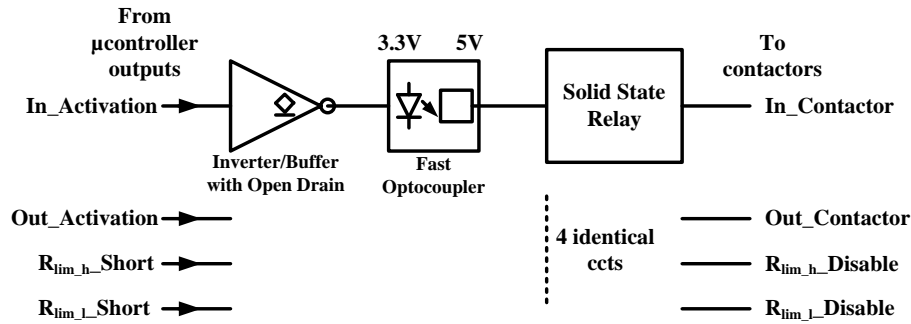 From
µcontroller
outputs
3.3V 5V
To
contactors
In_Activation
Solid State
Relay
In_Contactor
Inverter/Buffer
with Open Drain
Fast
Optocoupler
Out_Activation
4 identical
ccts
Out_Contactor
Rlim_h_Short
Rlim_h_Disable
Rlim_l_Short
Rlim_l_Disable